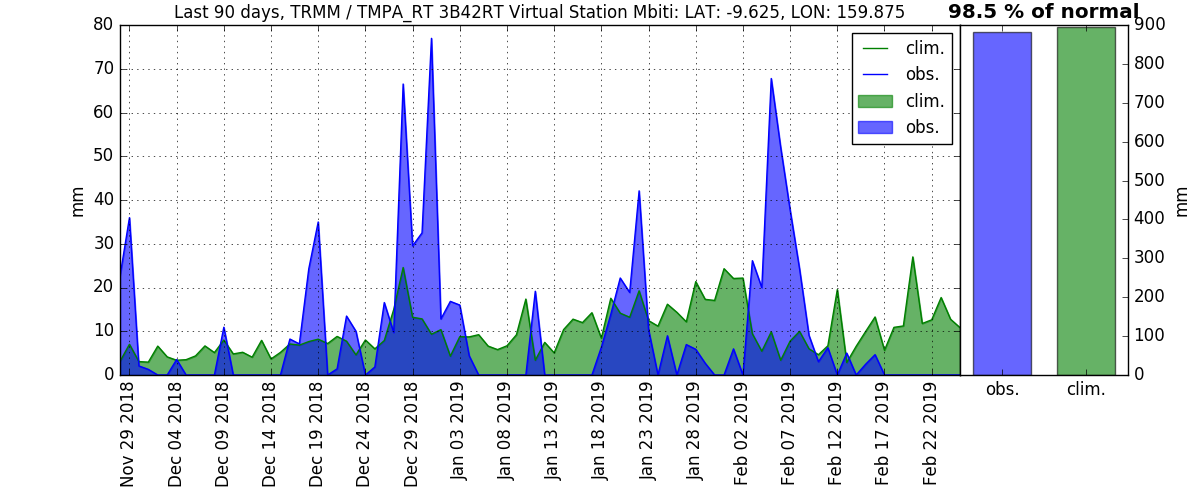 Last 90 days, TRMM / TMPA_RT 3B42RT Virtual Station Mbiti: LAT: -9.625, LON: 159.875
98.5 % of normal
80
70
60
50
40
30
20
10
0
mm
clim.
obs.
clim.
obs.
900
800
700
600
500
400
300
200
100
0
mm
Nov 29 2018
Dec 04 2018
Dec 09 2018
Dec 14 2018
Dec 19 2018
Dec 24 2018
Dec 29 2018
Jan 03 2019
Jan 08 2019
Jan 13 2019
Jan 18 2019
Jan 23 2019
Jan 28 2019
Feb 02 2019
Feb 07 2019
Feb 12 2019
Feb 17 2019
Feb 22 2019
obs.
clim.